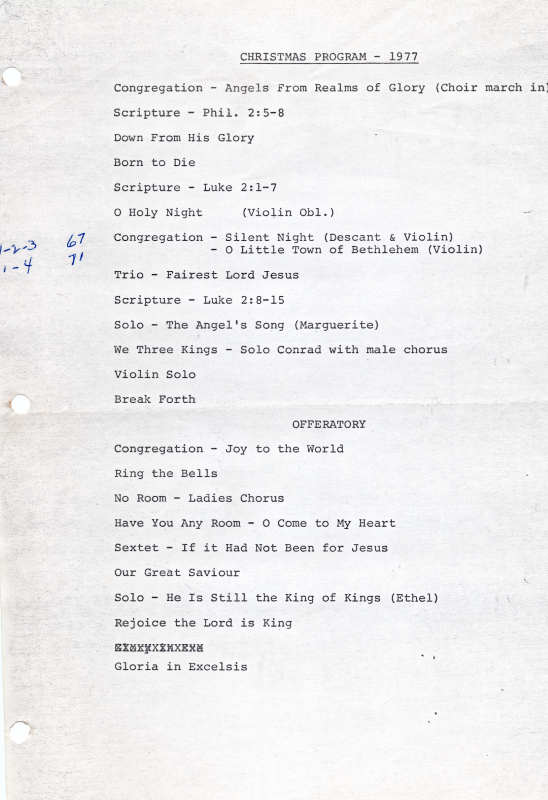 CHRISTMAS PROGRAM - 1977
Congregation - Angels From Realms of Glory (Choir march in)
Scripture - Phil. 2:5-8
Down From His Glory
Born to Die
Scripture - Luke 2:1-7
O Holy Night (Violin Obl.)
1-2-3 67 Congregation - Silent Night (Descant & Violin)
1-4 71 - O Little Town of Bethlehem (Violin)
Trio - Fairest Lord Jesus
Scripture - Luke 2:8-15
Solo - The Angel's Song (Marguerite)
We Three Kings - Solo Conrad with male chorus
Violin Solo
Break Forth
OFFERATORY
Congregation - Joy to the World
Ring the Bells
No Room - Ladies Chorus
Have You Any Room - O Come to My Heart
Sextet - If it Had Not Been for Jesus
Our Great Saviour
Solo - He Is Still the King of Kings (Ethel)
Rejoice the Lord is King
Gloria in Excelsis